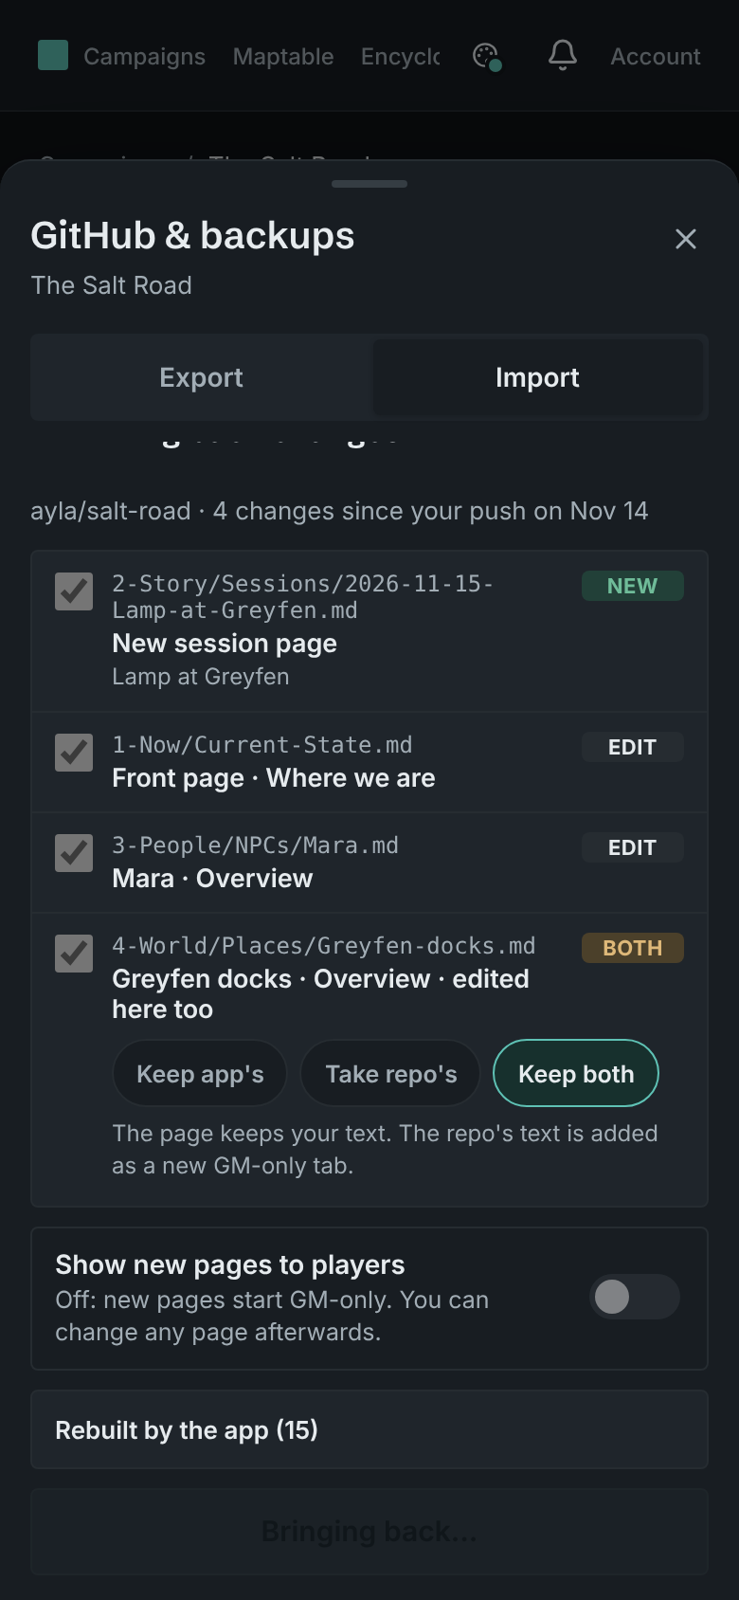 Campaigns Maptable Account
GitHub & backups
The Salt Road
Export Import
ayla/salt-road · 4 changes since your push on Nov 14
2-Story/Sessions/2026-11-15-
Lamp-at-Greyfen.md
NEW
New session page
Lamp at Greyfen
1-Now/Current-State.md
EDIT
Front page · Where we are
3-People/NPCs/Mara.md
EDIT
Mara · Overview
4-World/Places/Greyfen-docks.md
BOTH
Greyfen docks · Overview · edited
here too
Keep app's Take repo's Keep both
The page keeps your text. The repo's text is added
as a new GM-only tab.
Show new pages to players
Off: new pages start GM-only. You can
change any page afterwards.
Rebuilt by the app (15)
Bringing back...